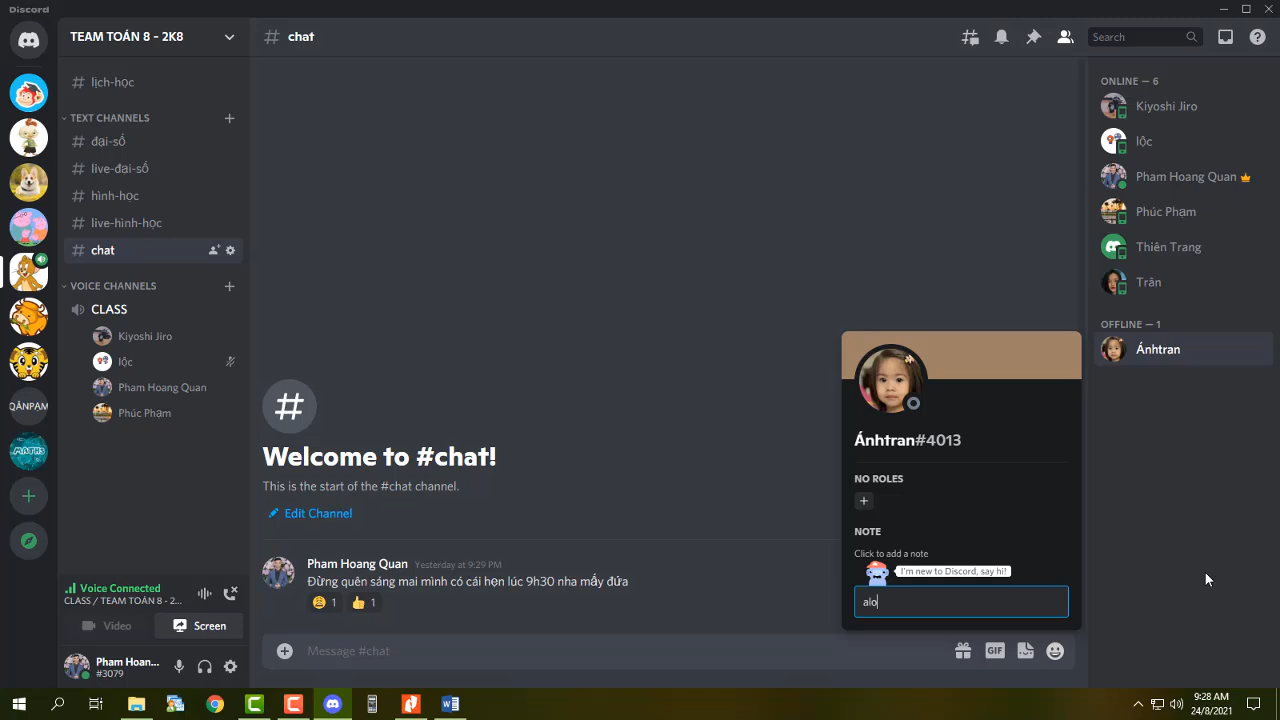 Discord
TEAM TOÁN 8 - 2K8
# chat
Search
lịch-học
TEXT CHANNELS
đại-số
live-đại-số
hình-học
live-hình-học
chat
VOICE CHANNELS
CLASS
Kiyoshi Jiro
lộc
Pham Hoang Quan
Phúc Phạm
QÂNPẠM
MATHS
Voice Connected
CLASS / TEAM TOÁN 8 - 2...
Video
Screen
Pham Hoan...
#3079
Welcome to #chat!
This is the start of the #chat channel.
Edit Channel
Pham Hoang Quan Yesterday at 9:29 PM
Đừng quên sáng mai mình có cái hẹn lúc 9h30 nha mấy đứa
1
1
Message #chat
GIF
Ánhtran#4013
NO ROLES
NOTE
Click to add a note
I'm new to Discord, say hi!
alo
ONLINE — 6
Kiyoshi Jiro
lộc
Pham Hoang Quan
Phúc Phạm
Thiên Trang
Trân
OFFLINE — 1
Ánhtran
9:28 AM
24/8/2021